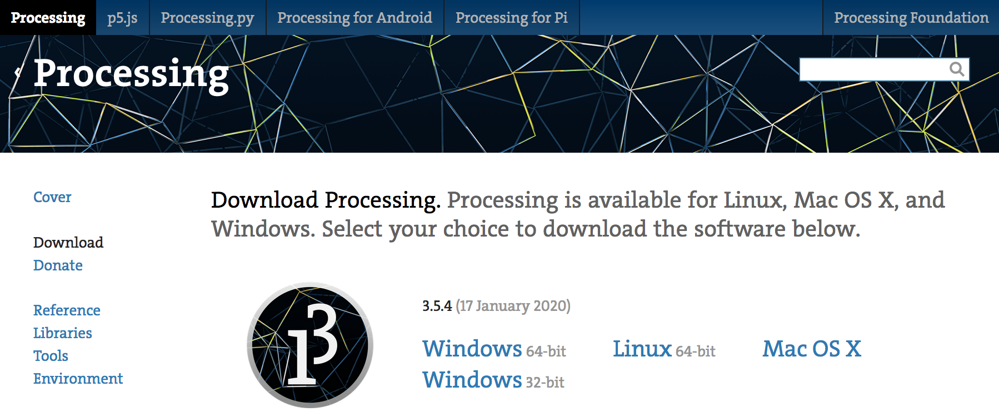 Processing p5.js Processing.py Processing for Android Processing for Pi Processing Foundation
‹ Processing
Cover
Download
Donate
Reference
Libraries
Tools
Environment
Download Processing. Processing is available for Linux, Mac OS X, and
Windows. Select your choice to download the software below.
3
1
3.5.4 (17 January 2020)
Windows 64-bit Linux 64-bit Mac OS X
Windows 32-bit